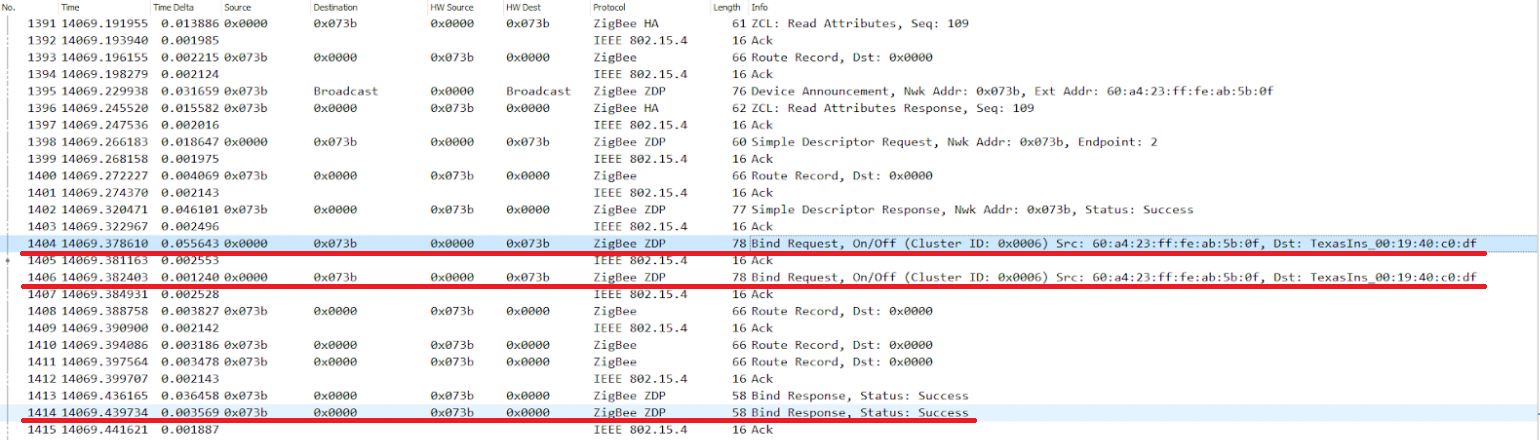 No. Time Time Delta Source Destination HW Source HW Dest Protocol Length Info
1391 14069.191955 0.013886 0x0000 0x073b 0x0000 0x073b ZigBee HA 61 ZCL: Read Attributes, Seq: 109
1392 14069.193940 0.001985 IEEE 802.15.4 16 Ack
1393 14069.196155 0.002215 0x073b 0x0000 0x073b 0x0000 ZigBee 66 Route Record, Dst: 0x0000
1394 14069.198279 0.002124 IEEE 802.15.4 16 Ack
1395 14069.229938 0.031659 0x073b Broadcast 0x0000 Broadcast ZigBee ZDP 76 Device Announcement, Nwk Addr: 0x073b, Ext Addr: 60:a4:23:ff:fe:ab:5b:0f
1396 14069.245520 0.015582 0x073b 0x0000 0x073b 0x0000 ZigBee HA 62 ZCL: Read Attributes Response, Seq: 109
1397 14069.247536 0.002016 IEEE 802.15.4 16 Ack
1398 14069.266183 0.018647 0x0000 0x073b 0x0000 0x073b ZigBee ZDP 60 Simple Descriptor Request, Nwk Addr: 0x073b, Endpoint: 2
1399 14069.268158 0.001975 IEEE 802.15.4 16 Ack
1400 14069.272227 0.004069 0x073b 0x0000 0x073b 0x0000 ZigBee 66 Route Record, Dst: 0x0000
1401 14069.274370 0.002143 IEEE 802.15.4 16 Ack
1402 14069.320471 0.046101 0x073b 0x0000 0x073b 0x0000 ZigBee ZDP 77 Simple Descriptor Response, Nwk Addr: 0x073b, Status: Success
1403 14069.322967 0.002496 IEEE 802.15.4 16 Ack
1404 14069.378610 0.055643 0x0000 0x073b 0x0000 0x073b ZigBee ZDP 78 Bind Request, On/Off (Cluster ID: 0x0006) Src: 60:a4:23:ff:fe:ab:5b:0f, Dst: TexasIns_00:19:40:c0:df
1405 14069.381163 0.002553 IEEE 802.15.4 16 Ack
1406 14069.382403 0.001240 0x0000 0x073b 0x0000 0x073b ZigBee ZDP 78 Bind Request, On/Off (Cluster ID: 0x0006) Src: 60:a4:23:ff:fe:ab:5b:0f, Dst: TexasIns_00:19:40:c0:df
1407 14069.384931 0.002528 IEEE 802.15.4 16 Ack
1408 14069.388758 0.003827 0x073b 0x0000 0x073b 0x0000 ZigBee 66 Route Record, Dst: 0x0000
1409 14069.390900 0.002142 IEEE 802.15.4 16 Ack
1410 14069.394086 0.003186 0x073b 0x0000 0x073b 0x0000 ZigBee 66 Route Record, Dst: 0x0000
1411 14069.397564 0.003478 0x073b 0x0000 0x073b 0x0000 ZigBee 66 Route Record, Dst: 0x0000
1412 14069.399707 0.002143 IEEE 802.15.4 16 Ack
1413 14069.436165 0.036458 0x073b 0x0000 0x073b 0x0000 ZigBee ZDP 58 Bind Response, Status: Success
1414 14069.439734 0.003569 0x073b 0x0000 0x073b 0x0000 ZigBee ZDP 58 Bind Response, Status: Success
1415 14069.441621 0.001887 IEEE 802.15.4 16 Ack